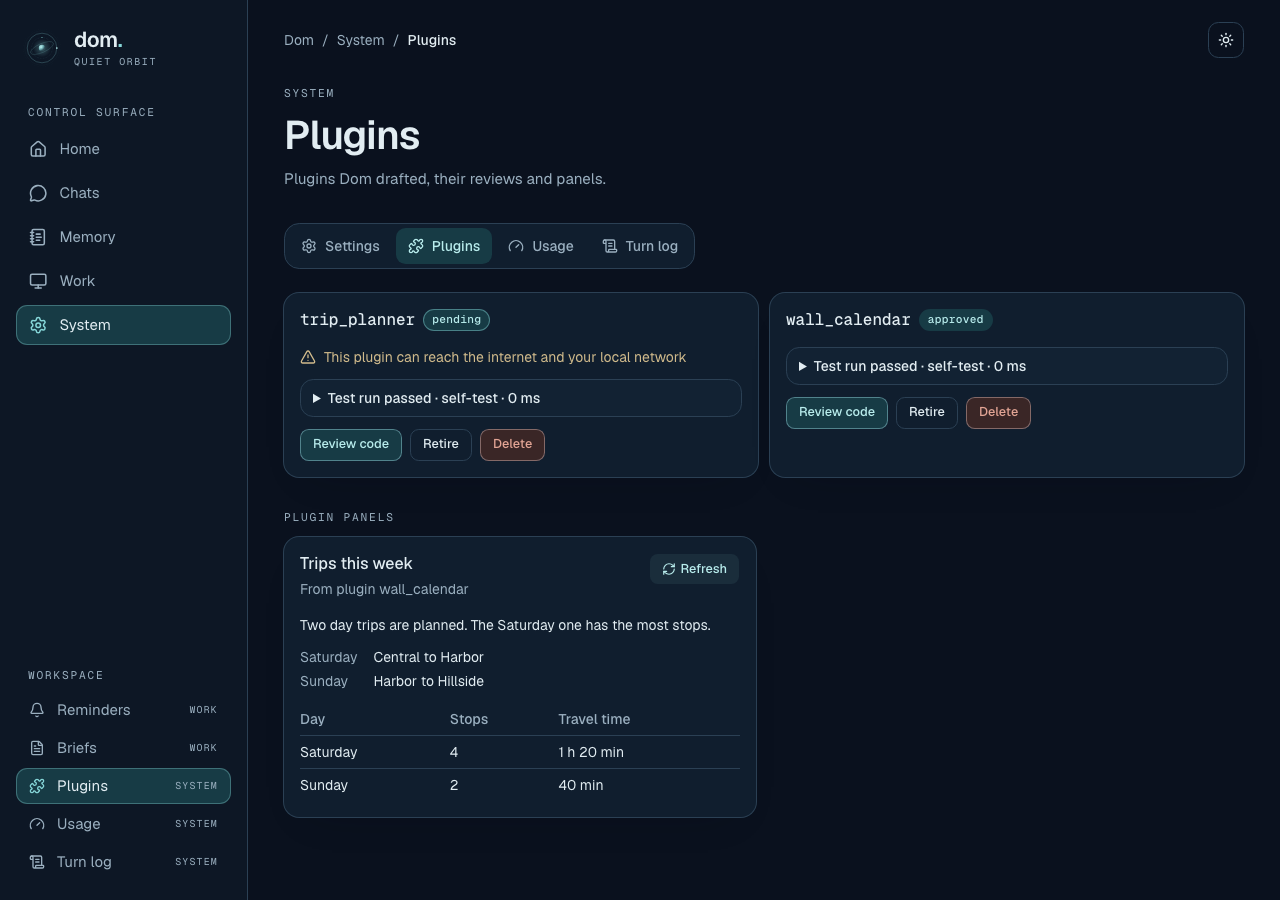 dom.
QUIET ORBIT
CONTROL SURFACE
Home
Chats
Memory
Work
System
WORKSPACE
Reminders WORK
Briefs WORK
Plugins SYSTEM
Usage SYSTEM
Turn log SYSTEM
Dom / System / Plugins
SYSTEM
Plugins
Plugins Dom drafted, their reviews and panels.
Settings Plugins Usage Turn log
trip_planner pending
This plugin can reach the internet and your local network
Test run passed · self-test · 0 ms
Review code Retire Delete
wall_calendar approved
Test run passed · self-test · 0 ms
Review code Retire Delete
PLUGIN PANELS
Trips this week
Refresh
From plugin wall_calendar
Two day trips are planned. The Saturday one has the most stops.
Saturday Central to Harbor
Sunday Harbor to Hillside
Day Stops Travel time
Saturday 4 1 h 20 min
Sunday 2 40 min